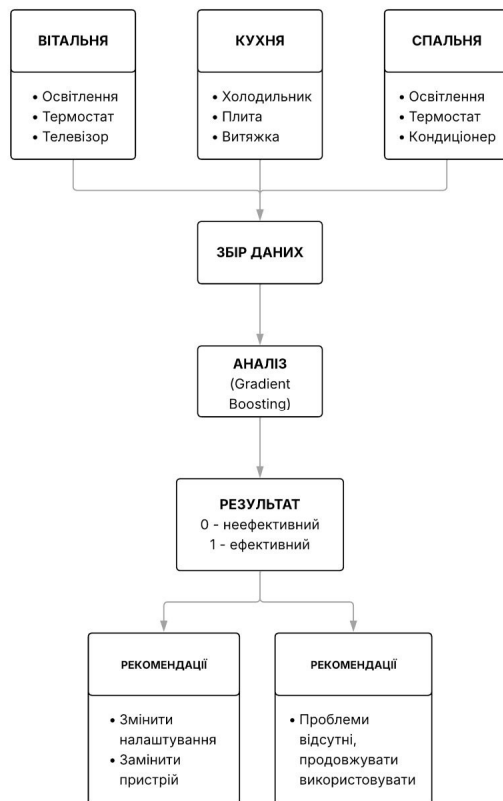 ВІТАЛЬНЯ
• Освітлення
• Термостат
• Телевізор
КУХНЯ
• Холодильник
• Плита
• Витяжка
СПАЛЬНЯ
• Освітлення
• Термостат
• Кондиціонер
ЗБІР ДАНИХ
АНАЛІЗ
(Gradient
Boosting)
РЕЗУЛЬТАТ
0 - неефективний
1 - ефективний
РЕКОМЕНДАЦІЇ
• Змінити
налаштування
• Замінити
пристрій
РЕКОМЕНДАЦІЇ
• Проблеми
відсутні,
продовжувати
використовувати